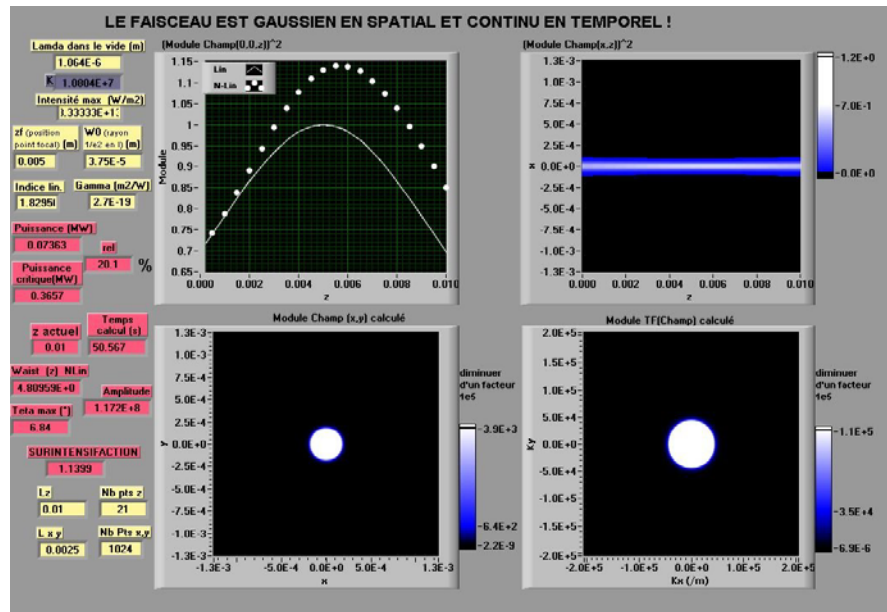 LE FAISCEAU EST GAUSSIEN EN SPATIAL ET CONTINU EN TEMPOREL !
Lamda dans le vide (m)
1.064E-6
K 1.0804E+7
Intensité max (W/m2)
zf (position point focal) (m)
0.005
W0 (rayon 1/e2 en I) (m)
3.75E-5
Indice lin.
Gamma (m2/W)
2.7E-19
Puissance (MW)
0.07363
rel
20.1 %
Puissance critique(MW)
0.3657
z actuel
0.01
Temps calcul (s)
50.567
Waist (z) NLin
4.80959E+0
Amplitude
1.172E+8
Teta max (°)
6.84
SURINTENSIFACTION
1.1399
Lz
0.01
Nb pts z
21
L x y
0.0025
Nb Pts x,y
1024
(Module Champ(0,0,z))^2
Lin
N-Lin
Module
1.15
1.1
1.05
1
0.95
0.9
0.85
0.8
0.75
0.7
0.65
0.000 0.002 0.004 0.006 0.008 0.010
z
(Module Champ(x,z))^2
x
1.3E-3
1.0E-3
7.5E-4
5.0E-4
2.5E-4
0.0E+0
-2.5E-4
-5.0E-4
-7.5E-4
-1.0E-3
-1.3E-3
0.000 0.002 0.004 0.006 0.008 0.010
z
1.2E+0
7.0E-1
0.0E+0
Module Champ (x,y) calculé
Y
1.3E-3
1.0E-3
7.5E-4
5.0E-4
2.5E-4
0.0E+0
-2.5E-4
-5.0E-4
-7.5E-4
-1.0E-3
-1.3E-3
-1.3E-3 0.0E+0 5.0E-4 1.3E-3
x
diminuer
d'un facteur
1e5
3.9E+3
6.4E+2
2.2E-9
Module TF(Champ) calculé
Ky
2.0E+5
1.5E+5
1.0E+5
5.0E+4
0.0E+0
-5.0E+4
-1.0E+5
-1.5E+5
-2.0E+5
-2.0E+5 -1.0E+5 0.0E+0 1.0E+5 2.0E+5
Kx (/m)
diminuer
d'un facteur
1e6
1.1E+5
3.5E+4
6.9E-6